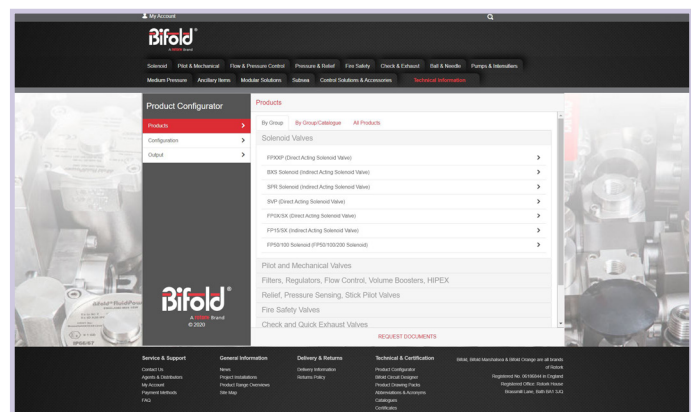 My Account
Bifold®
A rotork Brand
Solenoid Pilot & Mechanical Flow & Pressure Control Pressure & Relief Fire Safety Check & Exhaust Ball & Needle Pumps & Intensifiers
Medium Pressure Ancillary Items Modular Solutions Subsea Control Solutions & Accessories Technical Information
Product Configurator
Products
Configuration
Output
Products
By Group By Group/Catalogue All Products
Solenoid Valves
FPXXP (Direct Acting Solenoid Valve)
BXS Solenoid (Indirect Acting Solenoid Valve)
SPR Solenoid (Indirect Acting Solenoid Valve)
SVP (Direct Acting Solenoid Valve)
FP15/SX (Indirect Acting Solenoid Valve)
FP50/100 Solenoid (FP50/100/200 Solenoid)
Pilot and Mechanical Valves
Filters, Regulators, Flow Control, Volume Boosters, HIPEX
Relief, Pressure Sensing, Stick Pilot Valves
Fire Safety Valves
Check and Quick Exhaust Valves
Bifold®
A rotork Brand
© 2020
REQUEST DOCUMENTS
Service & Support
Contact Us
Agents & Distributors
My Account
Payment Methods
FAQ
General Information
News
Project Installations
Product Range Overviews
Site Map
Delivery & Returns
Delivery Information
Returns Policy
Technical & Certification
Product Configurator
Bifold Circuit Designer
Product Drawing Packs
Abbreviations & Acronyms
Catalogues
Certificates
Bifold, Bifold Marshalsea & Bifold Orange are all brands
of Rotork
Registered No. 06196844 in England
Registered Office: Rotork House
Brassmill Lane, Bath BA1 3JQ